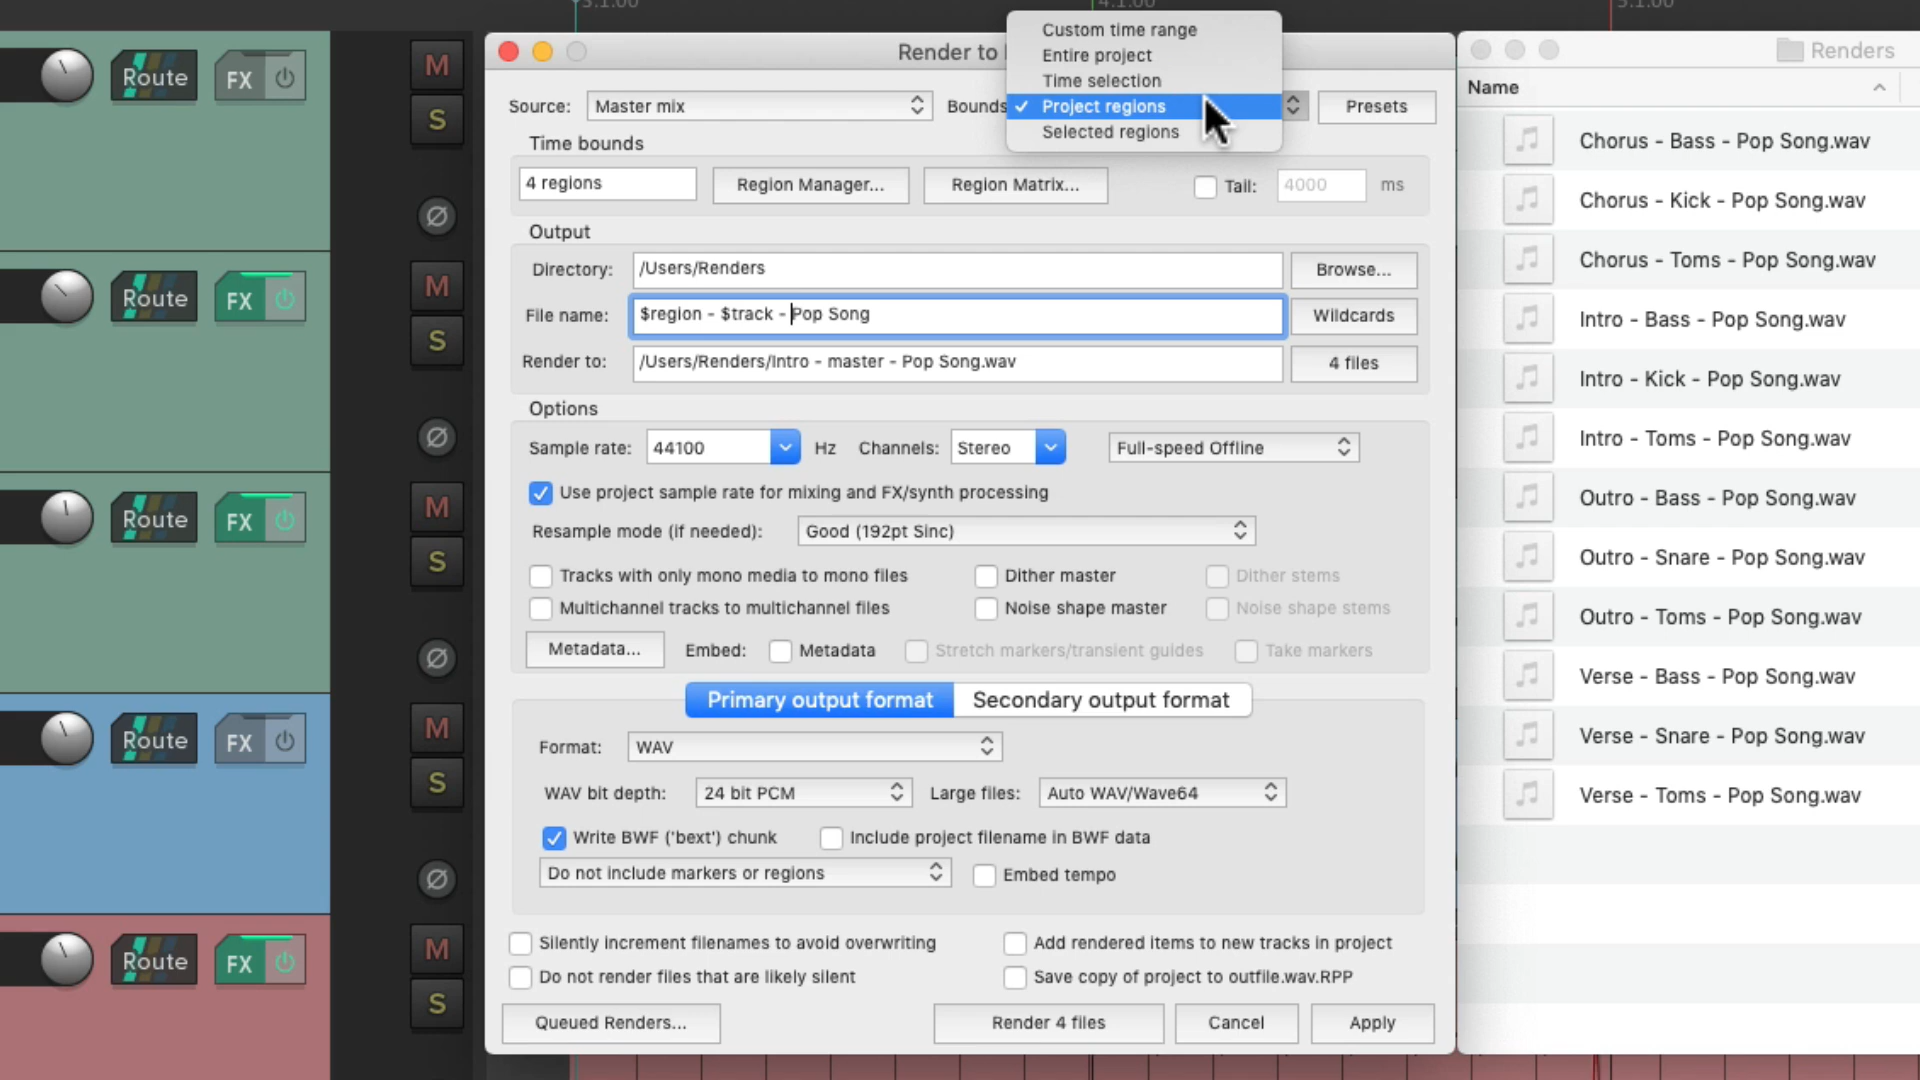 3.1.00
4.1.00
5.1.00
Route FX M
S
Route FX M
S
Route FX M
S
Route FX M
S
Route FX M
S
Render to
Custom time range
Entire project
Time selection
✓ Project regions
Selected regions
Source: Master mix Bounds Presets
Time bounds
4 regions Region Manager... Region Matrix... Tail: 4000 ms
Output
Directory: /Users/Renders Browse...
File name: $region - $track - Pop Song Wildcards
Render to: /Users/Renders/Intro - master - Pop Song.wav 4 files
Options
Sample rate: 44100 Hz Channels: Stereo Full-speed Offline
Use project sample rate for mixing and FX/synth processing
Resample mode (if needed): Good (192pt Sinc)
Tracks with only mono media to mono files Dither master Dither stems
Multichannel tracks to multichannel files Noise shape master Noise shape stems
Metadata... Embed: Metadata Stretch markers/transient guides Take markers
Primary output format Secondary output format
Format: WAV
WAV bit depth: 24 bit PCM Large files: Auto WAV/Wave64
Write BWF ('bext') chunk Include project filename in BWF data
Do not include markers or regions Embed tempo
Silently increment filenames to avoid overwriting Add rendered items to new tracks in project
Do not render files that are likely silent Save copy of project to outfile.wav.RPP
Queued Renders... Render 4 files Cancel Apply
Renders
Name
Chorus - Bass - Pop Song.wav
Chorus - Kick - Pop Song.wav
Chorus - Toms - Pop Song.wav
Intro - Bass - Pop Song.wav
Intro - Kick - Pop Song.wav
Intro - Toms - Pop Song.wav
Outro - Bass - Pop Song.wav
Outro - Snare - Pop Song.wav
Outro - Toms - Pop Song.wav
Verse - Bass - Pop Song.wav
Verse - Snare - Pop Song.wav
Verse - Toms - Pop Song.wav